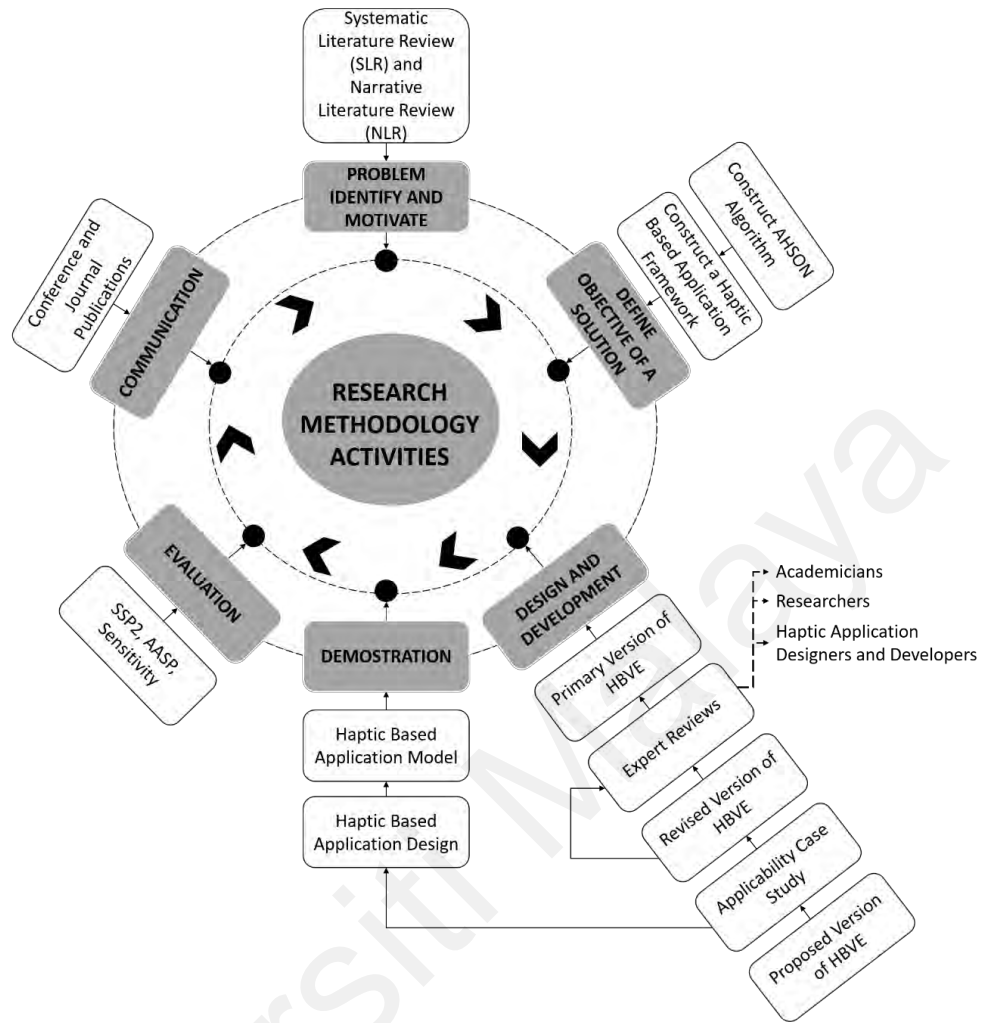 Systematic
Literature Review
(SLR) and
Narrative
Literature Review
(NLR)
PROBLEM
IDENTIFY AND
MOTIVATE
Construct AHSON
Algorithm
Construct a Haptic
Based Application
Framework
DEFINE
OBJECTIVE OF A
SOLUTION
Conference and
Journal
Publications
COMMUNICATION
RESEARCH
METHODOLOGY
ACTIVITIES
EVALUATION
SSP2, AASP,
Sensitivity
DEMOSTRATION
Haptic Based
Application Model
Haptic Based
Application Design
DESIGN AND
DEVELOPMENT
Primary Version of
HBVE
Expert Reviews
Academicians
Researchers
Haptic Application
Designers and Developers
Revised Version of
HBVE
Applicability Case
Study
Proposed Version
of HBVE
rsiti Malaya